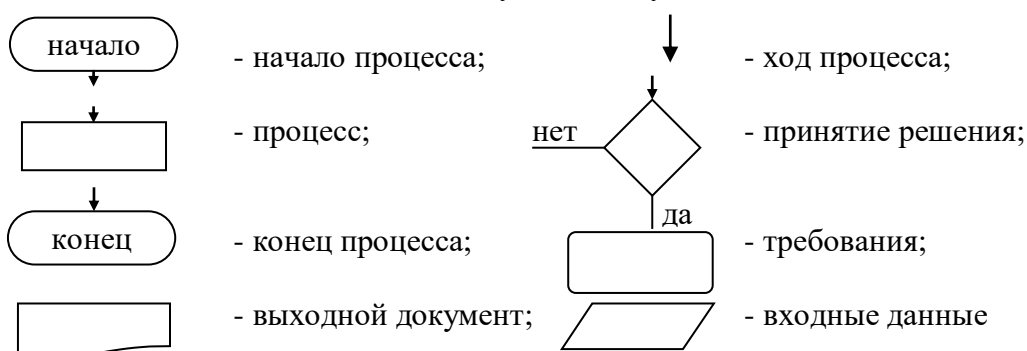 начало - начало процесса; - ход процесса;
- процесс; нет - принятие решения;
да
конец - конец процесса; - требования;
- выходной документ; - входные данные